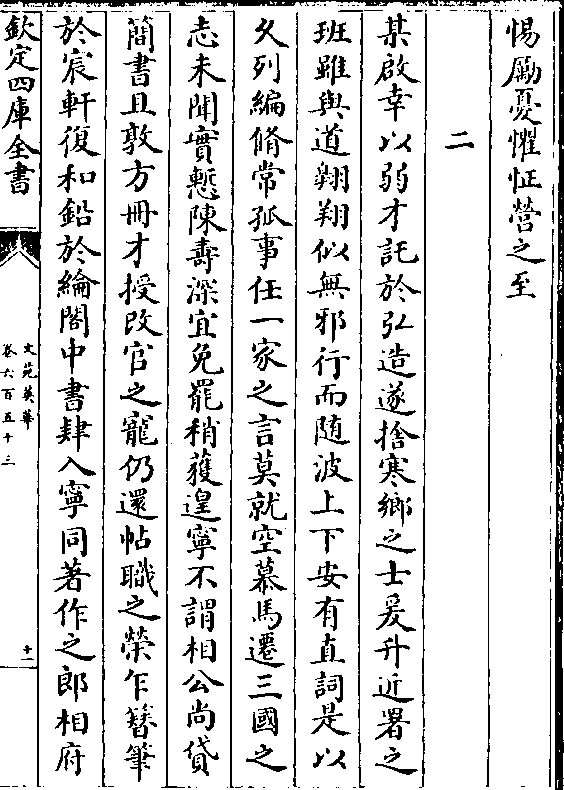 惕厲憂懼怔營之至
二
某啟幸以弱才託於弘造遂捨寒鄉之士爰升近署之
班雖與道翱翔似無邪行而隨波上下安有直詞是以
久列編脩常孤事任一家之言莫就空慕馬遷三國之
志未聞實慙陳壽深宜免罷稍獲遑寧不謂相公尚貸
簡書且敦方冊才授改官之寵仍還帖職之榮乍簪筆
於宸軒復和鉛於綸閣中書肆入寧同著作之郎相府
欽定四庫全書
文苑英華
卷六百五十三
十一